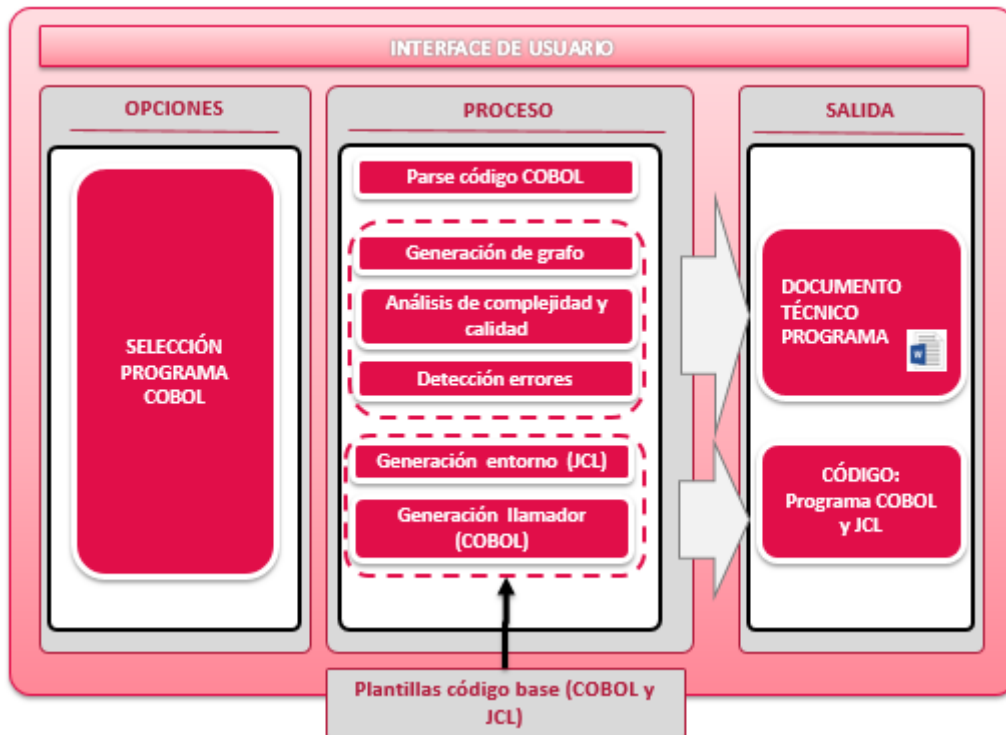 INTERFACE DE USUARIO
OPCIONES
SELECCIÓN
PROGRAMA
COBOL
PROCESO
Parse código COBOL
Generación de grafo
Análisis de complejidad y
calidad
Detección errores
Generación entorno (JCL)
Generación llamador
(COBOL)
Plantillas código base (COBOL y
JCL)
SALIDA
DOCUMENTO
TÉCNICO
PROGRAMA
W
CÓDIGO:
Programa COBOL
y JCL